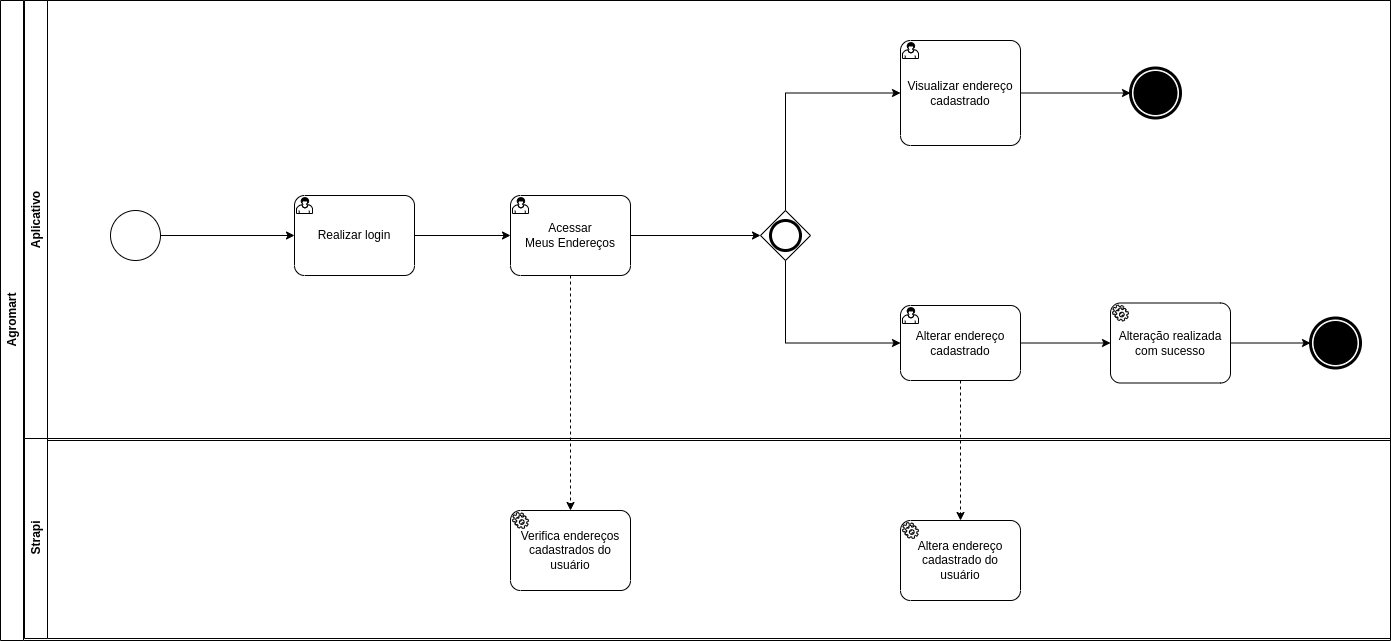 Agromart
Aplicativo
Visualizar endereço
cadastrado
Realizar login
Acessar
Meus Endereços
Alterar endereço
cadastrado
Alteração realizada
com sucesso
Strapi
Verifica endereços
cadastrados do
usuário
Altera endereço
cadastrado do
usuário